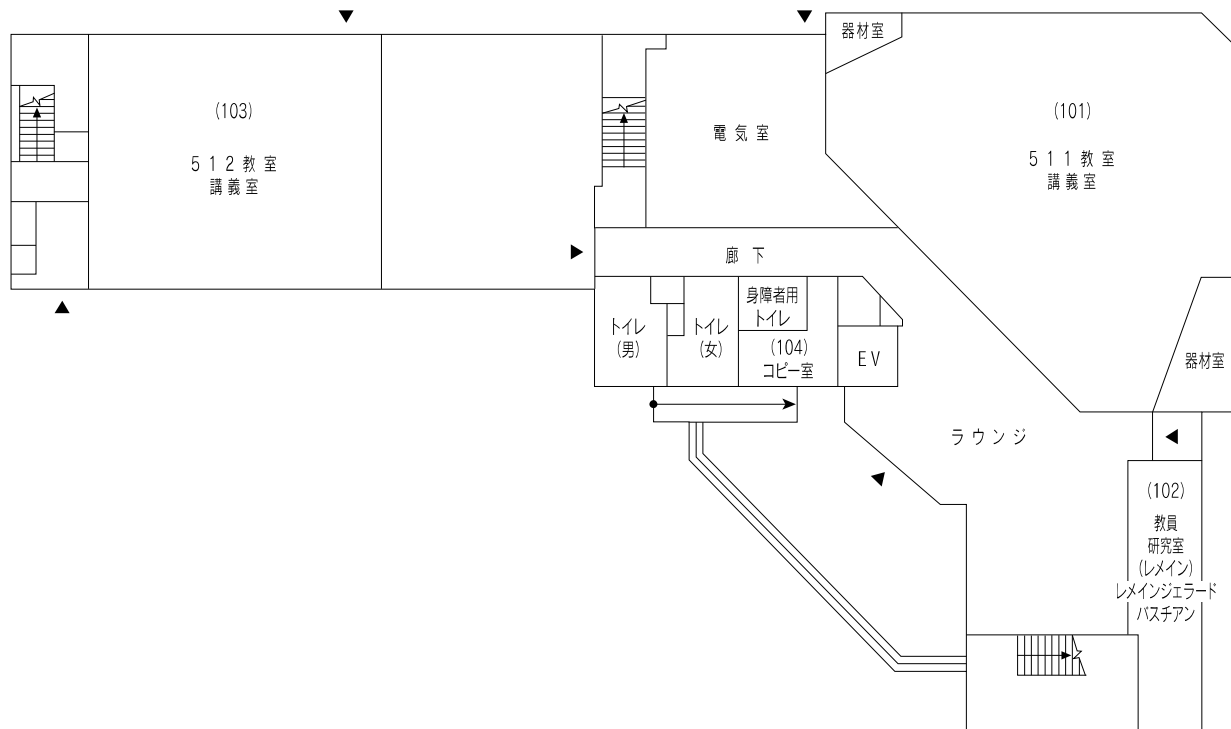 器材室
(103)
５１２教室
講義室
電気室
(101)
５１１教室
講義室
廊下
トイレ
(男)
トイレ
(女)
身障者用
トイレ
(104)
コピー室
EV
器材室
ラウンジ
(102)
教員
研究室
(レメイン)
レメインジェラード
バスチアン